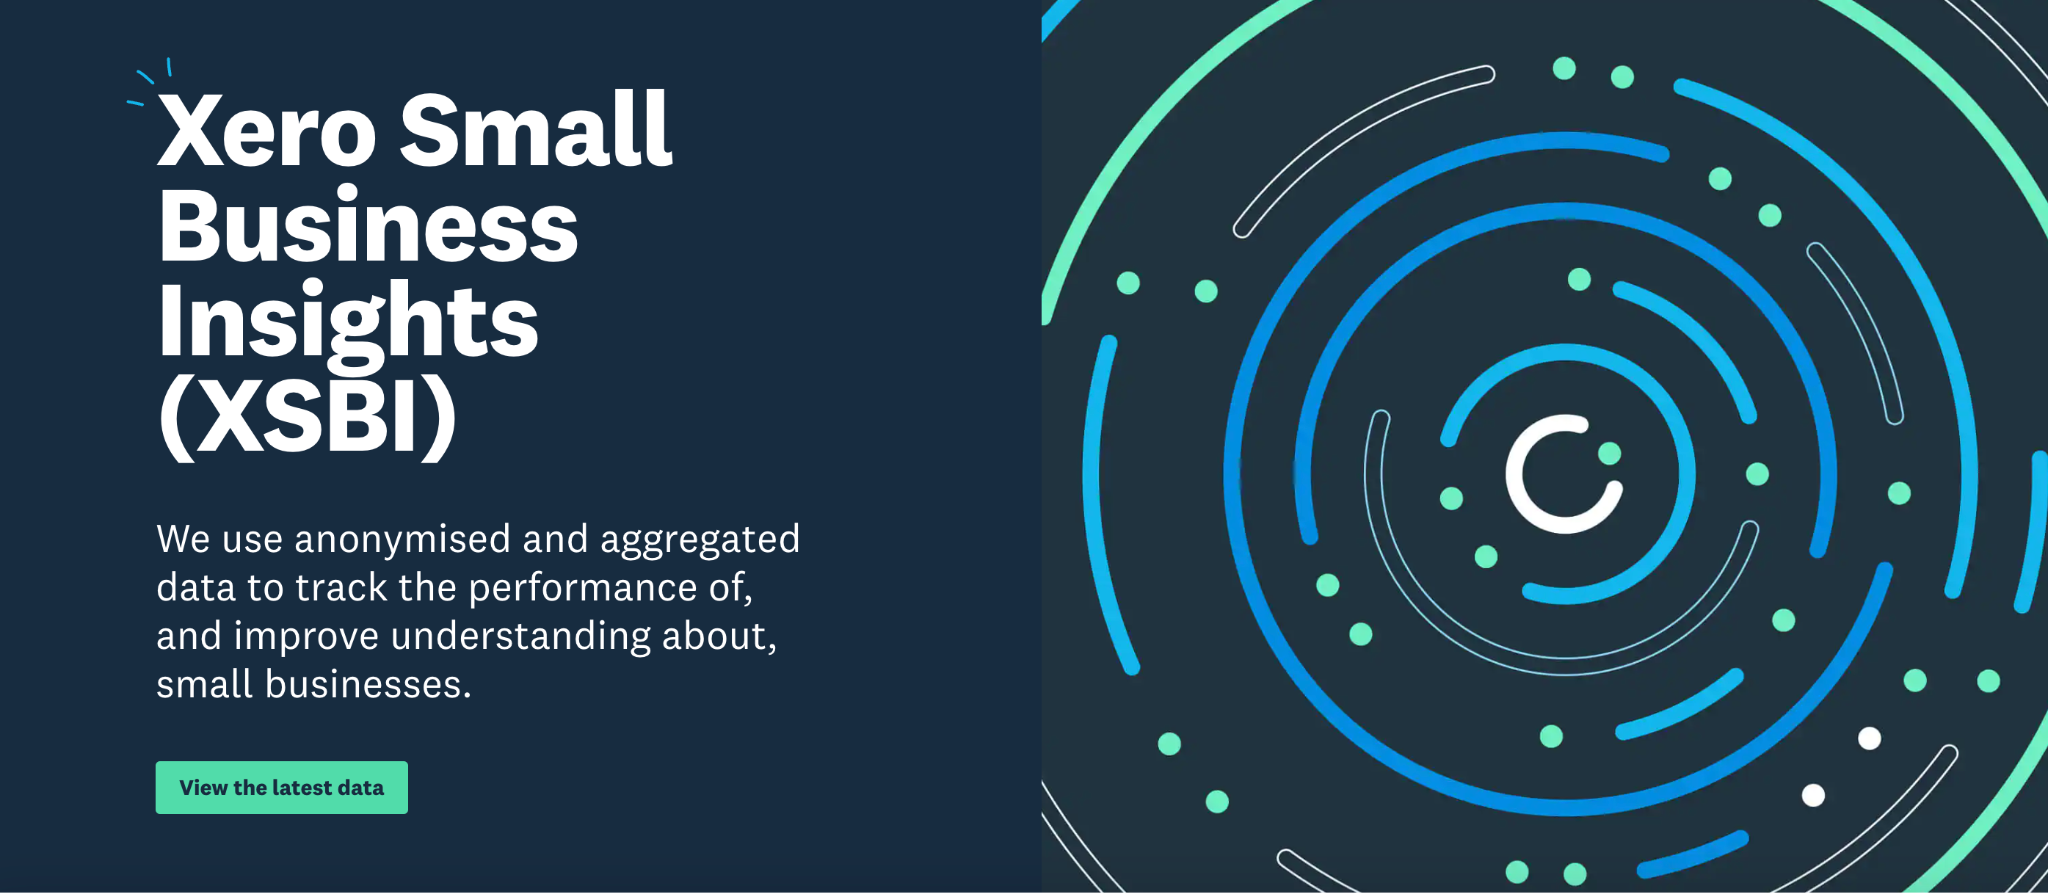 Xero Small
Business
Insights
(XSBI)
We use anonymised and aggregated
data to track the performance of,
and improve understanding about,
small businesses.
View the latest data